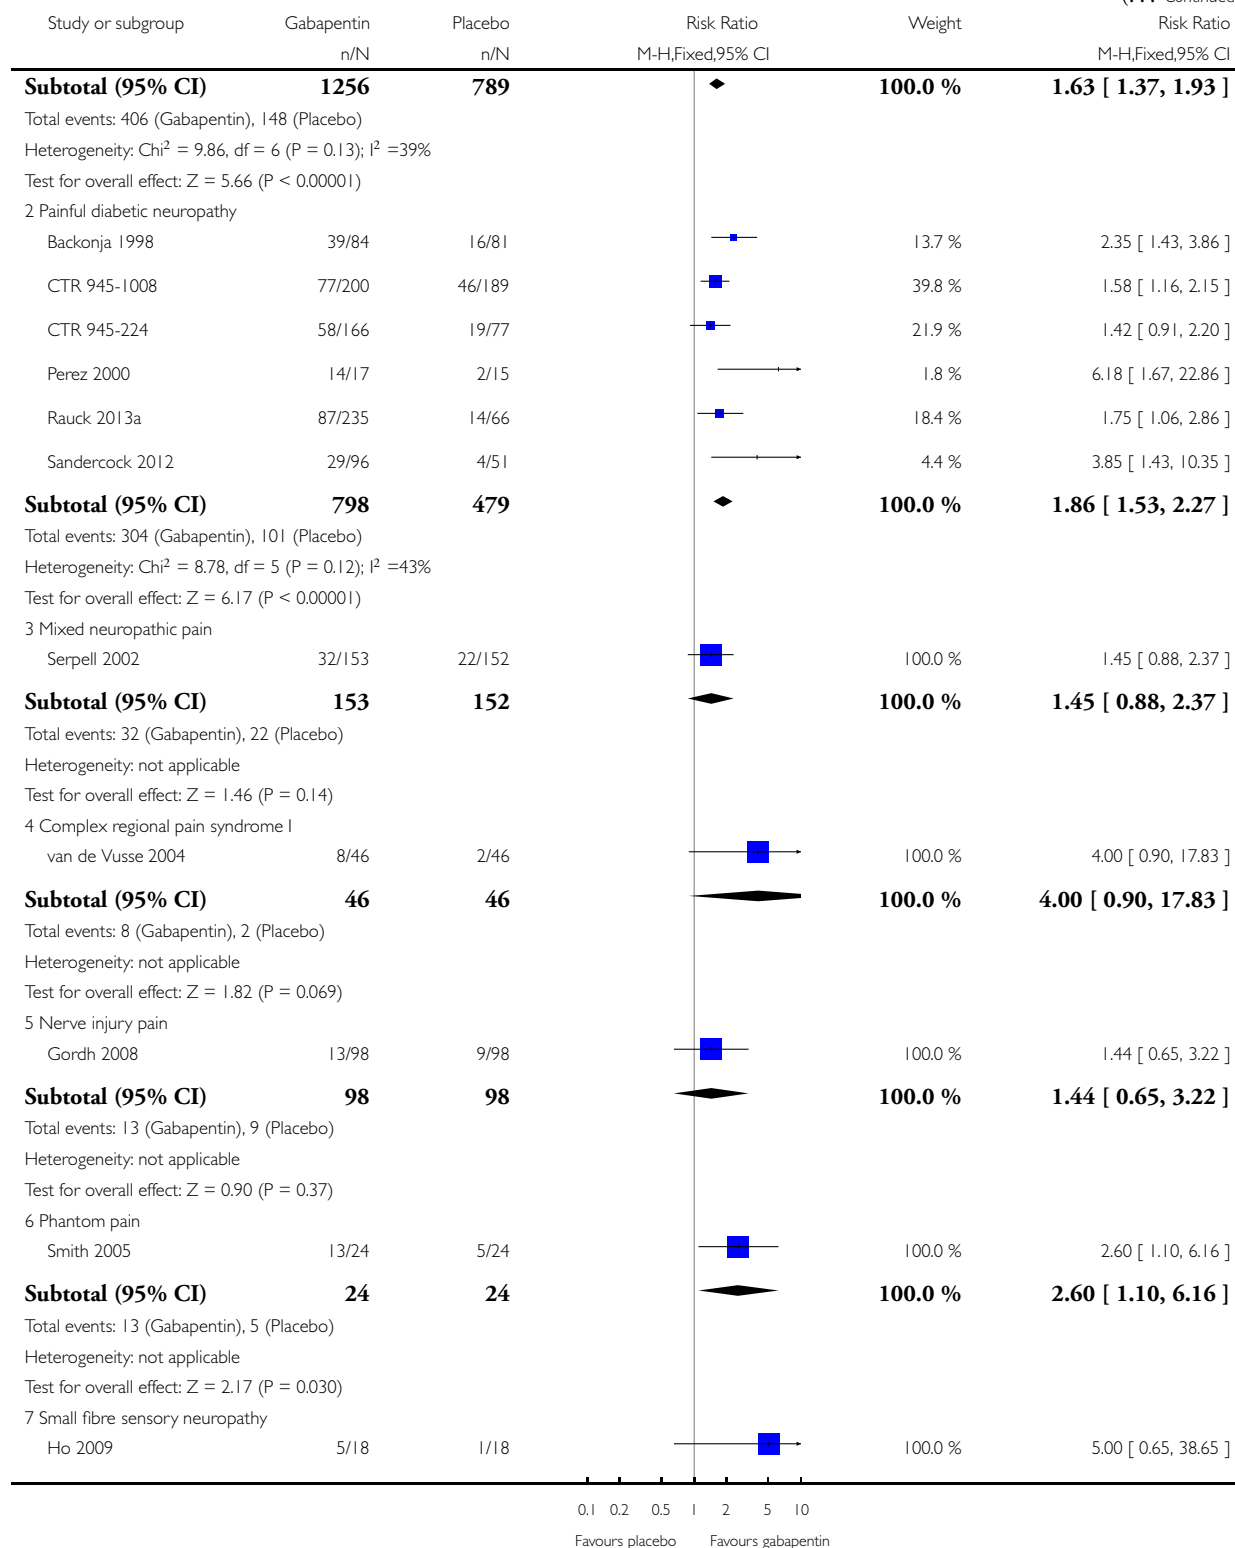 Continued
Study or subgroup Gabapentin Placebo Risk Ratio Weight Risk Ratio
n/N n/N M-H,Fixed,95% CI M-H,Fixed,95% CI
Subtotal (95% CI) 1256 789 100.0 % 1.63 [ 1.37, 1.93 ]
Total events: 406 (Gabapentin), 148 (Placebo)
Heterogeneity: Chi² = 9.86, df = 6 (P = 0.13); I² =39%
Test for overall effect: Z = 5.66 (P < 0.00001)
2 Painful diabetic neuropathy
Backonja 1998 39/84 16/81 13.7 % 2.35 [ 1.43, 3.86 ]
CTR 945-1008 77/200 46/189 39.8 % 1.58 [ 1.16, 2.15 ]
CTR 945-224 58/166 19/77 21.9 % 1.42 [ 0.91, 2.20 ]
Perez 2000 14/17 2/15 1.8 % 6.18 [ 1.67, 22.86 ]
Rauck 2013a 87/235 14/66 18.4 % 1.75 [ 1.06, 2.86 ]
Sandercock 2012 29/96 4/51 4.4 % 3.85 [ 1.43, 10.35 ]
Subtotal (95% CI) 798 479 100.0 % 1.86 [ 1.53, 2.27 ]
Total events: 304 (Gabapentin), 101 (Placebo)
Heterogeneity: Chi² = 8.78, df = 5 (P = 0.12); I² =43%
Test for overall effect: Z = 6.17 (P < 0.00001)
3 Mixed neuropathic pain
Serpell 2002 32/153 22/152 100.0 % 1.45 [ 0.88, 2.37 ]
Subtotal (95% CI) 153 152 100.0 % 1.45 [ 0.88, 2.37 ]
Total events: 32 (Gabapentin), 22 (Placebo)
Heterogeneity: not applicable
Test for overall effect: Z = 1.46 (P = 0.14)
4 Complex regional pain syndrome I
van de Vusse 2004 8/46 2/46 100.0 % 4.00 [ 0.90, 17.83 ]
Subtotal (95% CI) 46 46 100.0 % 4.00 [ 0.90, 17.83 ]
Total events: 8 (Gabapentin), 2 (Placebo)
Heterogeneity: not applicable
Test for overall effect: Z = 1.82 (P = 0.069)
5 Nerve injury pain
Gordh 2008 13/98 9/98 100.0 % 1.44 [ 0.65, 3.22 ]
Subtotal (95% CI) 98 98 100.0 % 1.44 [ 0.65, 3.22 ]
Total events: 13 (Gabapentin), 9 (Placebo)
Heterogeneity: not applicable
Test for overall effect: Z = 0.90 (P = 0.37)
6 Phantom pain
Smith 2005 13/24 5/24 100.0 % 2.60 [ 1.10, 6.16 ]
Subtotal (95% CI) 24 24 100.0 % 2.60 [ 1.10, 6.16 ]
Total events: 13 (Gabapentin), 5 (Placebo)
Heterogeneity: not applicable
Test for overall effect: Z = 2.17 (P = 0.030)
7 Small fibre sensory neuropathy
Ho 2009 5/18 1/18 100.0 % 5.00 [ 0.65, 38.65 ]
0.1 0.2 0.5 1 2 5 10
Favours placebo Favours gabapentin